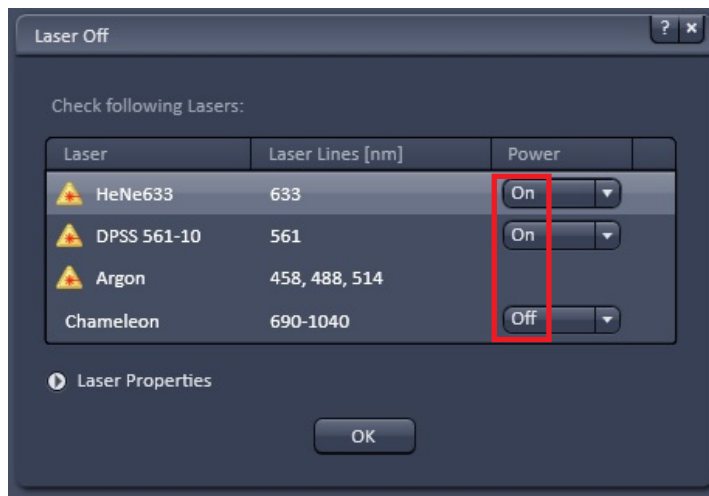 Laser Off ? ×
Check following Lasers:
Laser Laser Lines [nm] Power
HeNe633 633 On
DPSS 561-10 561 On
Argon 458, 488, 514
Chameleon 690-1040 Off
Laser Properties
OK